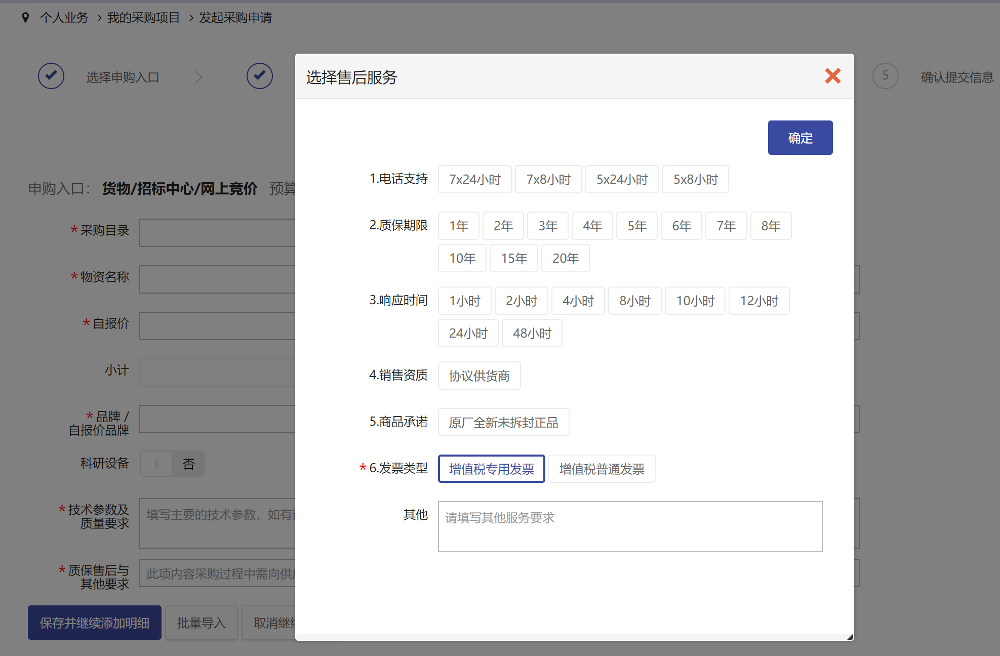 个人业务 > 我的采购项目 > 发起采购申请
选择申购入口
5 确认提交信息
选择售后服务
确定
申购入口： 货物/招标中心/网上竞价 预算
* 采购目录
* 物资名称
* 自报价
小计
* 品牌 /
自报价品牌
科研设备 否
* 技术参数及
质量要求
填写主要的技术参数，如有
* 质保售后与
其他要求
此项内容采购过程中需向供
保存并继续添加明细 批量导入 取消继
1.电话支持 7x24小时 7x8小时 5x24小时 5x8小时
2.质保期限 1年 2年 3年 4年 5年 6年 7年 8年
10年 15年 20年
3.响应时间 1小时 2小时 4小时 8小时 10小时 12小时
24小时 48小时
4.销售资质 协议供货商
5.商品承诺 原厂全新未拆封正品
* 6.发票类型 增值税专用发票 增值税普通发票
其他 请填写其他服务要求